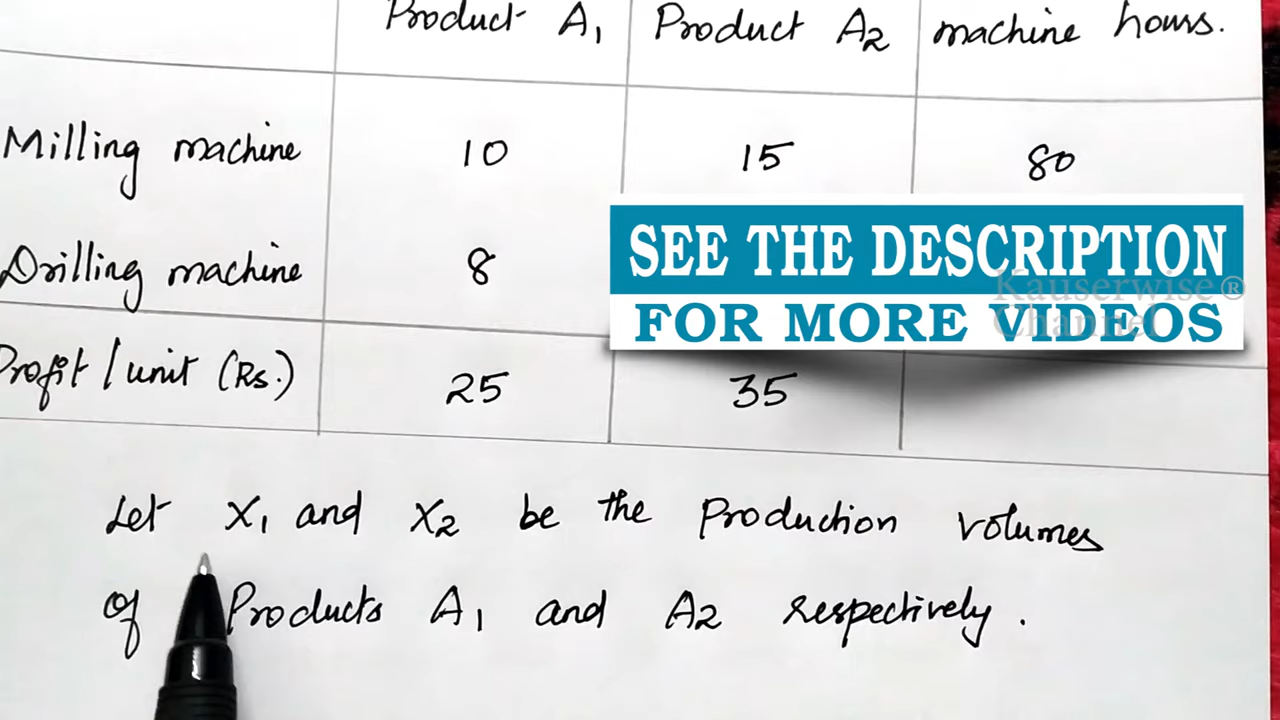 Product A1 Product A2 machine hours.
Milling machine 10 15 80
SEE THE DESCRIPTION
Drilling machine 8
Kauserwise®
FOR MORE VIDEOS
Channel
Profit / unit (Rs.) 25 35
Let X1 and X2 be the Production volumes
of Products A1 and A2 respectively.